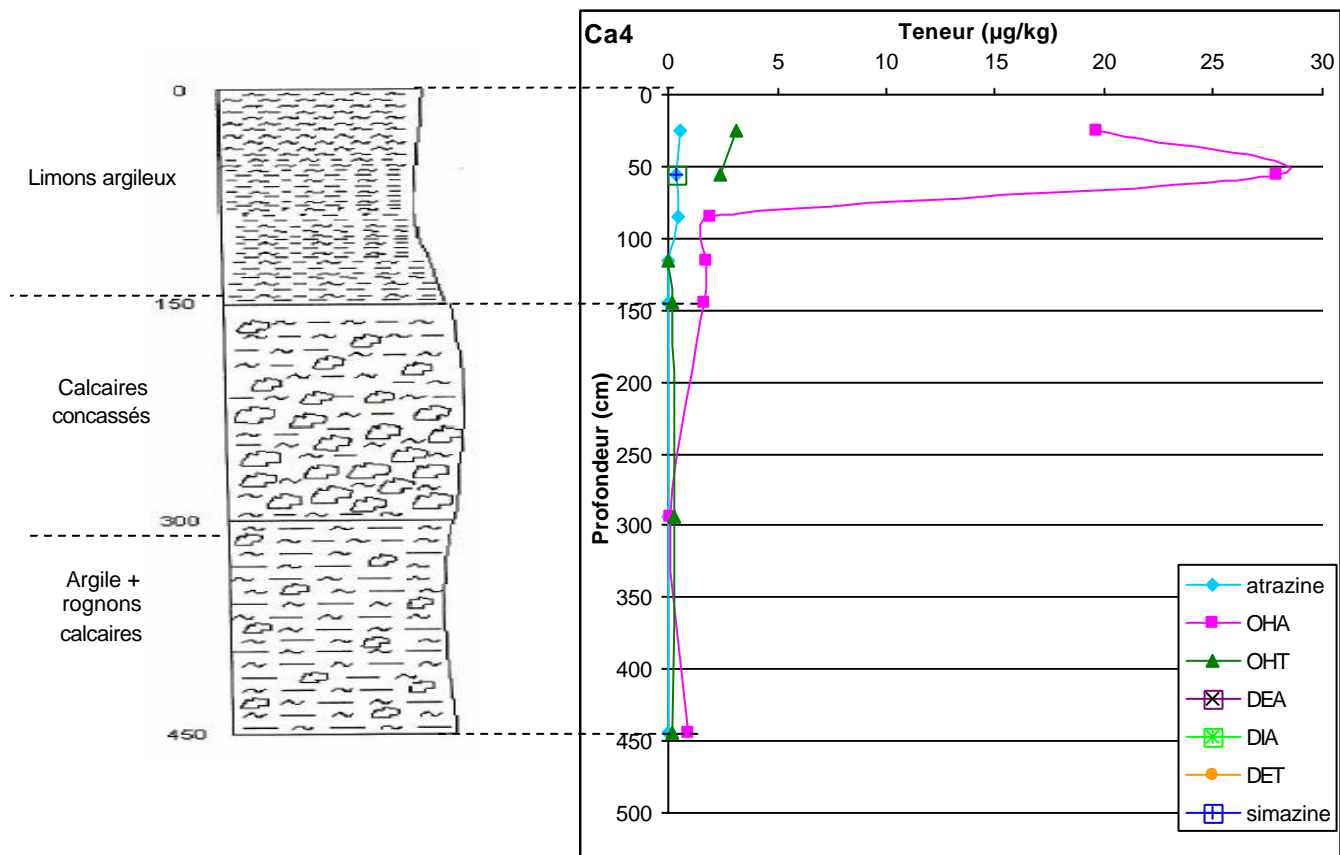 Ca4
Teneur (µg/kg)
0 5 10 15 20 25 30
0
50
100
150
200
250
300
350
400
450
500
Profondeur (cm)
0
Limons argileux
150
Calcaires
concassés
300
Argile +
rognons
calcaires
450
atrazine
OHA
OHT
DEA
DIA
DET
simazine